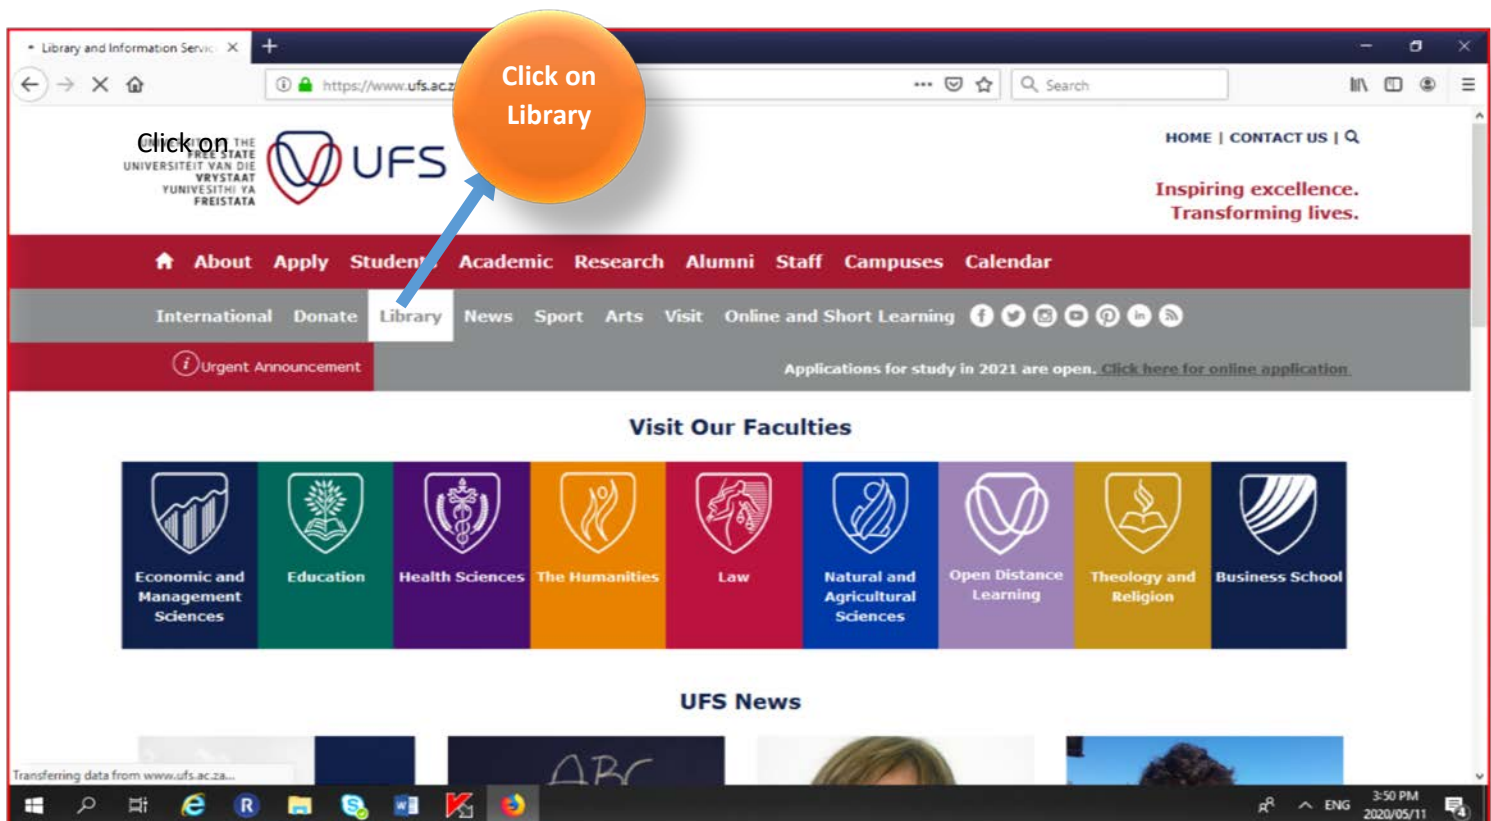 Library and Information Servic
https://www.ufs.ac.z
Search
Click on
Library
Click on
UNIVERSITY OF THE
FREE STATE
UNIVERSITEIT VAN DIE
VRYSTAAT
YUNIVESITHI YA
FREISTATA
UFS
HOME | CONTACT US |
Inspiring excellence.
Transforming lives.
About Apply Students Academic Research Alumni Staff Campuses Calendar
International Donate Library News Sport Arts Visit Online and Short Learning
Urgent Announcement
Applications for study in 2021 are open. Click here for online application.
Visit Our Faculties
Economic and
Management
Sciences
Education
Health Sciences
The Humanities
Law
Natural and
Agricultural
Sciences
Open Distance
Learning
Theology and
Religion
Business School
UFS News
ABC
Transferring data from www.ufs.ac.za...
ENG
3:50 PM
2020/05/11
4